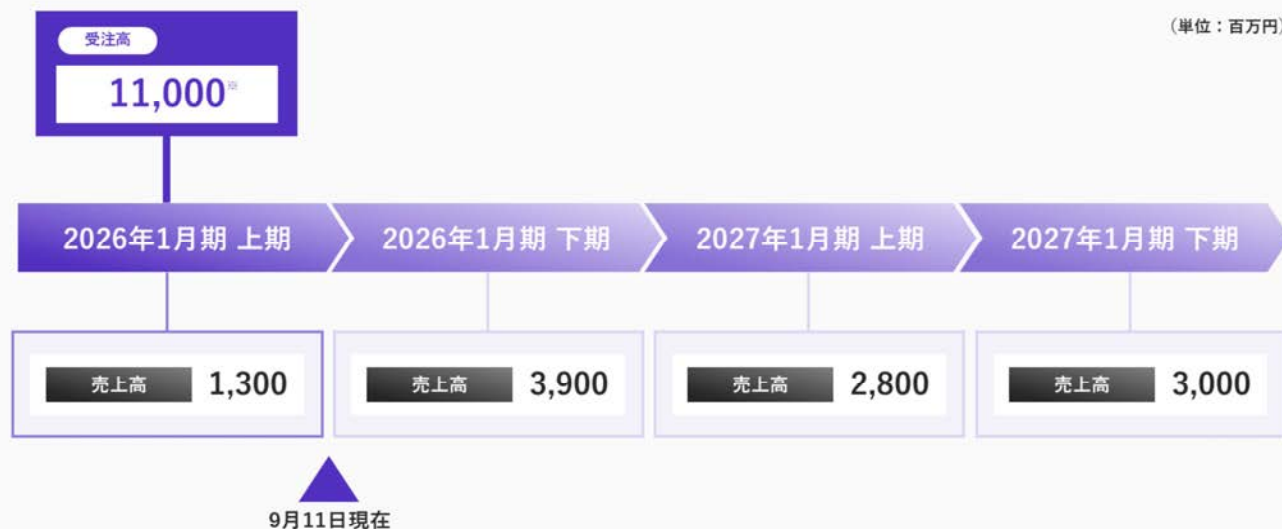 （単位：百万円）
受注高
11,000※
2026年1月期 上期
2026年1月期 下期
2027年1月期 上期
2027年1月期 下期
売上高 1,300
売上高 3,900
売上高 2,800
売上高 3,000
9月11日現在